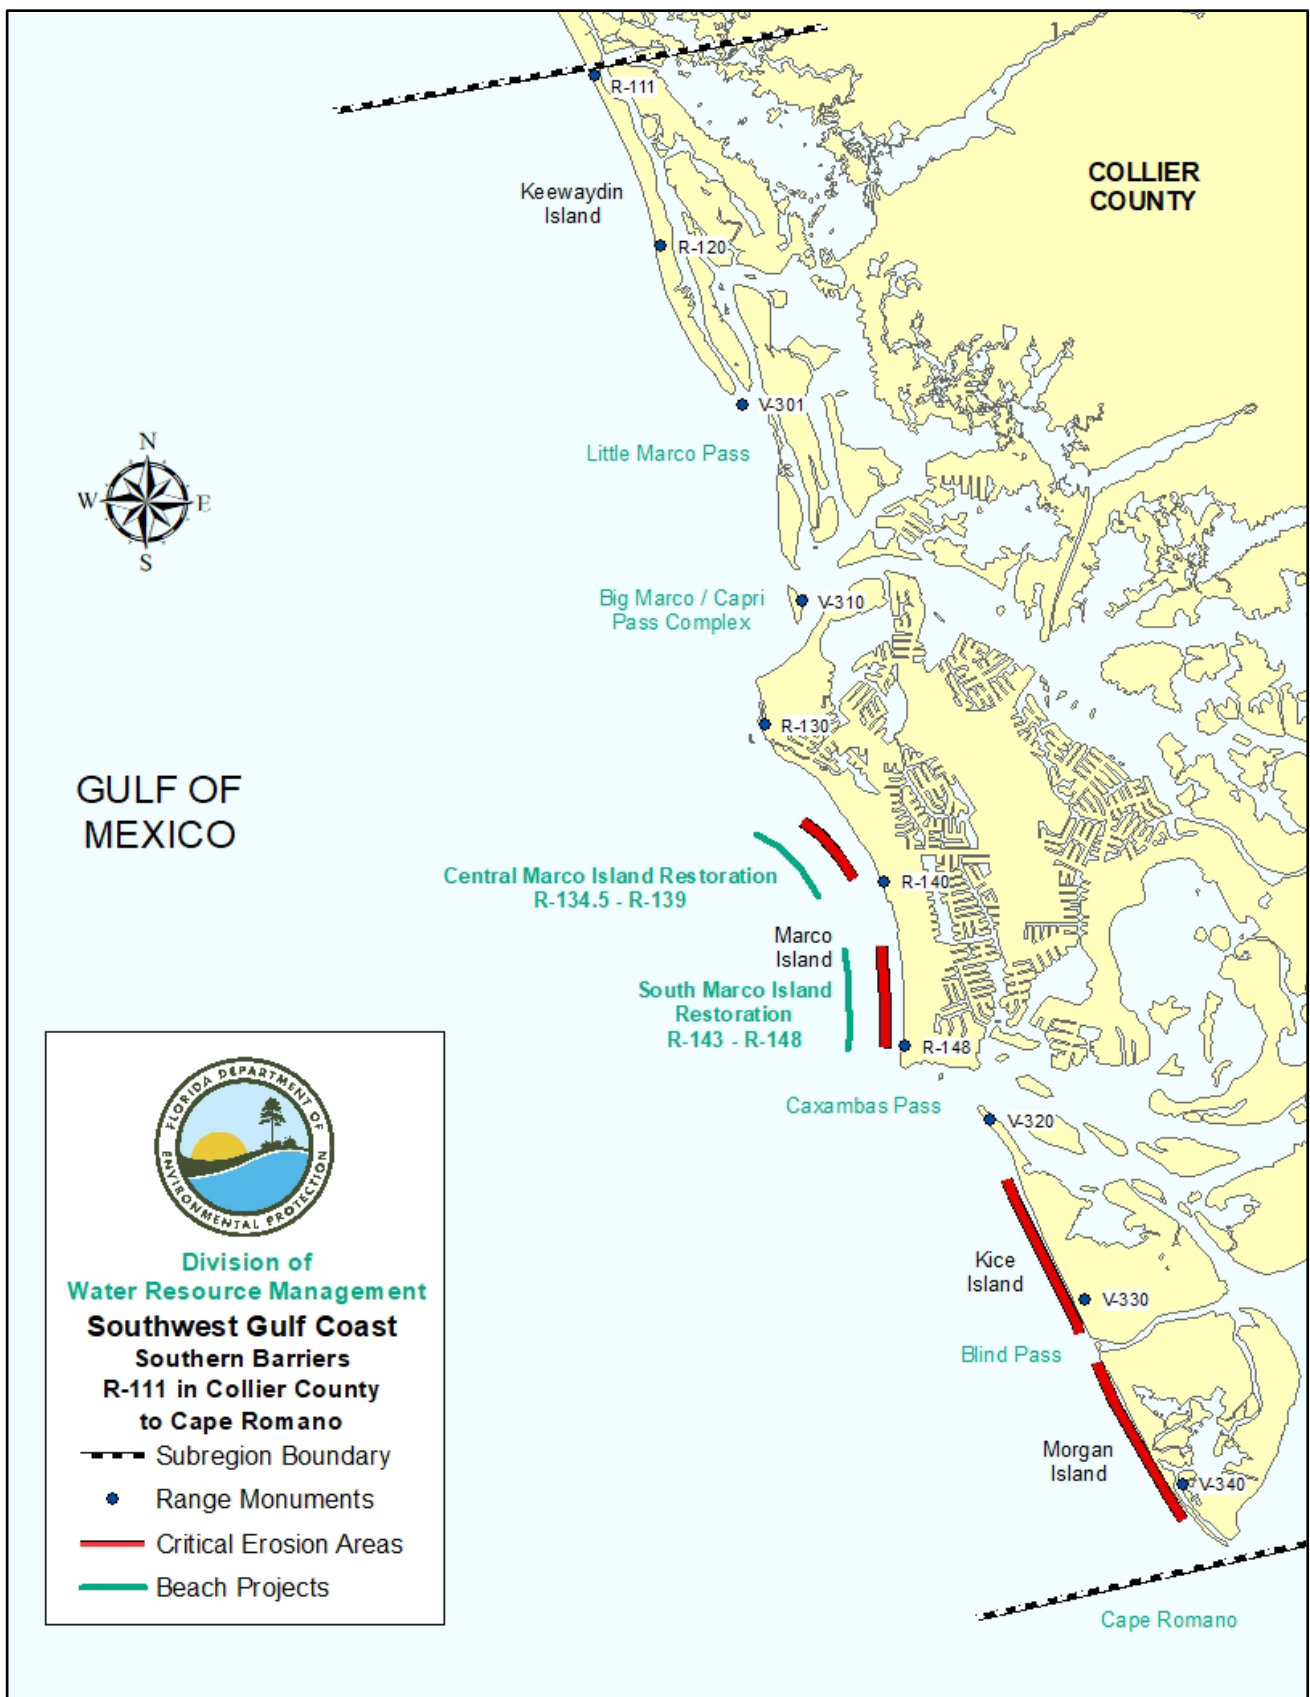 R-111
COLLIER
COUNTY
Keewaydin
Island
R-120
V-301
Little Marco Pass
N
W
E
S
Big Marco / Capri
Pass Complex
V-310
R-130
GULF OF
MEXICO
Central Marco Island Restoration
R-134.5 - R-139
R-140
Marco
Island
South Marco Island
Restoration
R-143 - R-148
R-148
Caxambas Pass
V-320
Kice
Island
V-330
Blind Pass
Morgan
Island
V-340
Cape Romano
FLORIDA DEPARTMENT OF
ENVIRONMENTAL PROTECTION
Division of
Water Resource Management
Southwest Gulf Coast
Southern Barriers
R-111 in Collier County
to Cape Romano
Subregion Boundary
Range Monuments
Critical Erosion Areas
Beach Projects